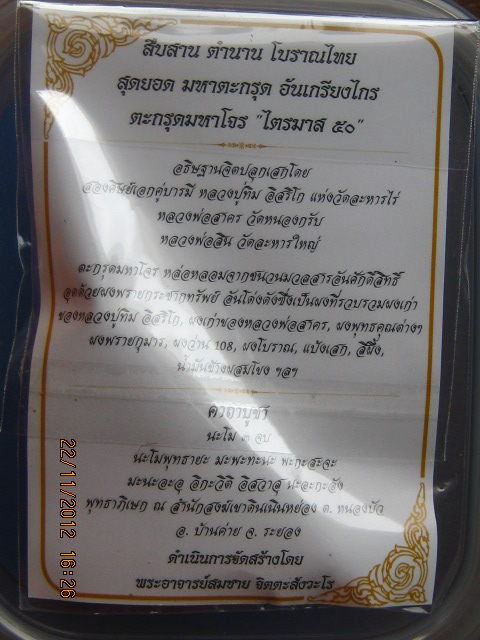 สืบสาน ตำนาน โบราณไทย
สุดยอด มหาตะกรุด อันเกรียงไกร
ตะกรุดมหาโจร "ไตรมาส ๕๐"
อธิษฐานจิตปลุกเสกโดย
สองศิษย์เอกคู่บารมี หลวงปู่ทิม อิสริโก แห่งวัดละหารไร่
หลวงพ่อสาคร วัดหนองกรับ
หลวงพ่อสิน วัดละหารใหญ่
ตะกรุดมหาโจร หล่อหลอมจากชนวนมวลสารอันศักดิ์สิทธิ์
อุดด้วยผงพรายกระชากทรัพย์ อันโด่งดังซึ่งเป็นผงที่รวบรวมผงเก่า
ของหลวงปู่ทิม อิสริโก, ผงเก่าของหลวงพ่อสาคร, ผงพุทธคุณต่างๆ
ผงพรายกุมาร, ผงว่าน 108, ผงโบราณ, แป้งเสก, สีผึ้ง,
น้ำมันช้างผสมโขลง ฯลฯ
คาถาบูชา
นะโม ๓ จบ
นะโมพุทธายะ มะพะทะนะ พะกะสะจะ
มะนะอะอุ อิกะวิติ อิสวาสุ นะอะกะอัง
พุทธาภิเษก ณ สำนักสงฆ์เขาดินเนินหย่อง ต. หนองบัว
อ. บ้านค่าย จ. ระยอง
ดำเนินการจัดสร้างโดย
พระอาจารย์สมชาย จิตตะสังวะโร
22/11/2012 16:26